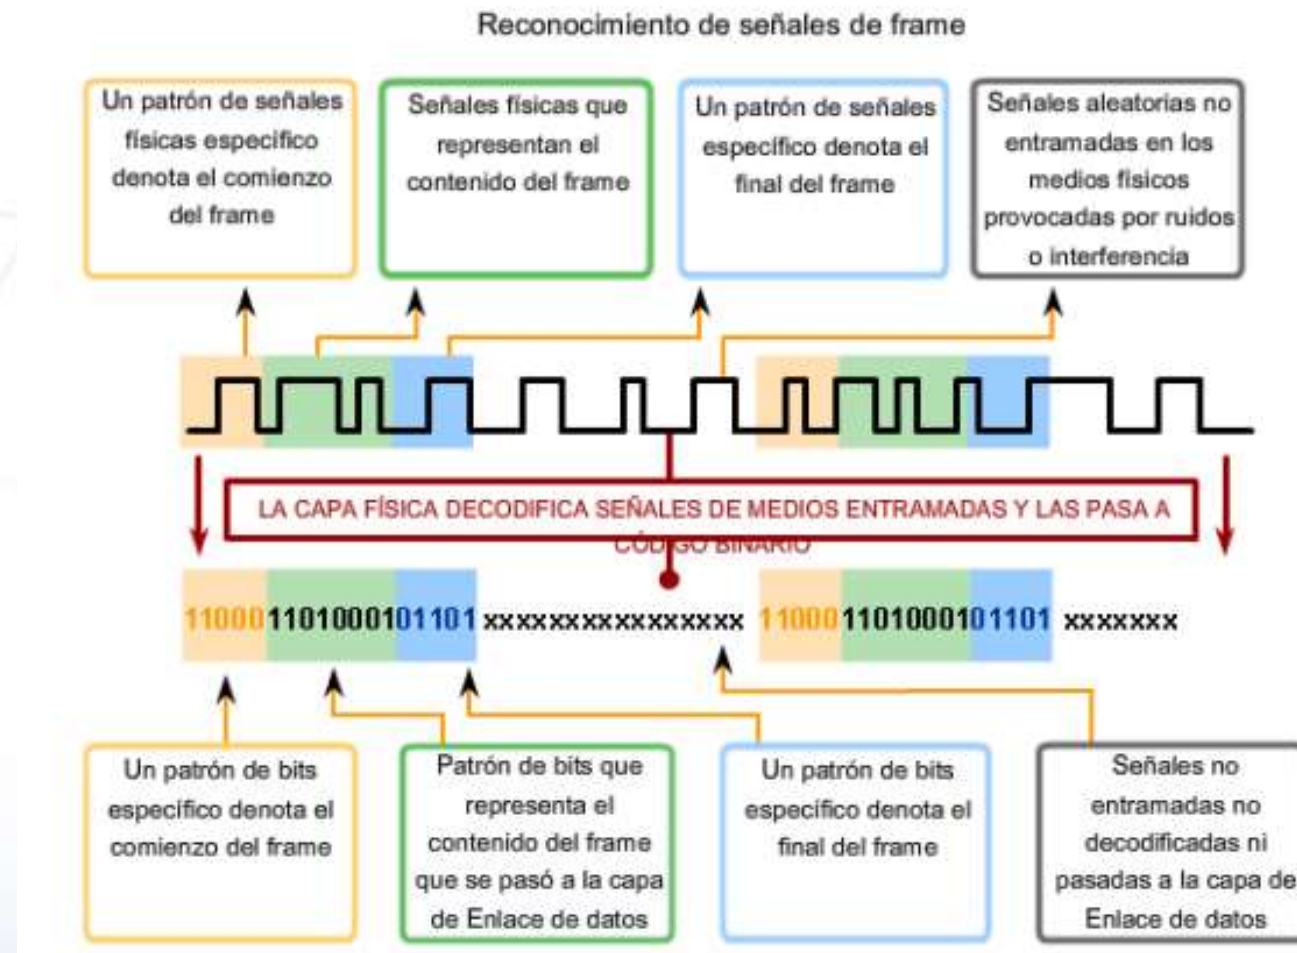 Reconocimiento de señales de frame
Un patrón de señales
físicas específico
denota el comienzo
del frame
Señales físicas que
representan el
contenido del frame
Un patrón de señales
específico denota el
final del frame
Señales aleatorias no
entramadas en los
medios físicos
provocadas por ruidos
o interferencia
LA CAPA FÍSICA DECODIFICA SEÑALES DE MEDIOS ENTRAMADAS Y LAS PASA A
CÓDIGO BINARIO
110001101000101101 xxxxxxxxxxxxxxxx 110001101000101101 xxxxxxx
Un patrón de bits
específico denota el
comienzo del frame
Patrón de bits que
representa el
contenido del frame
que se pasó a la capa
de Enlace de datos
Un patrón de bits
específico denota el
final del frame
Señales no
entramadas no
decodificadas ni
pasadas a la capa de
Enlace de datos